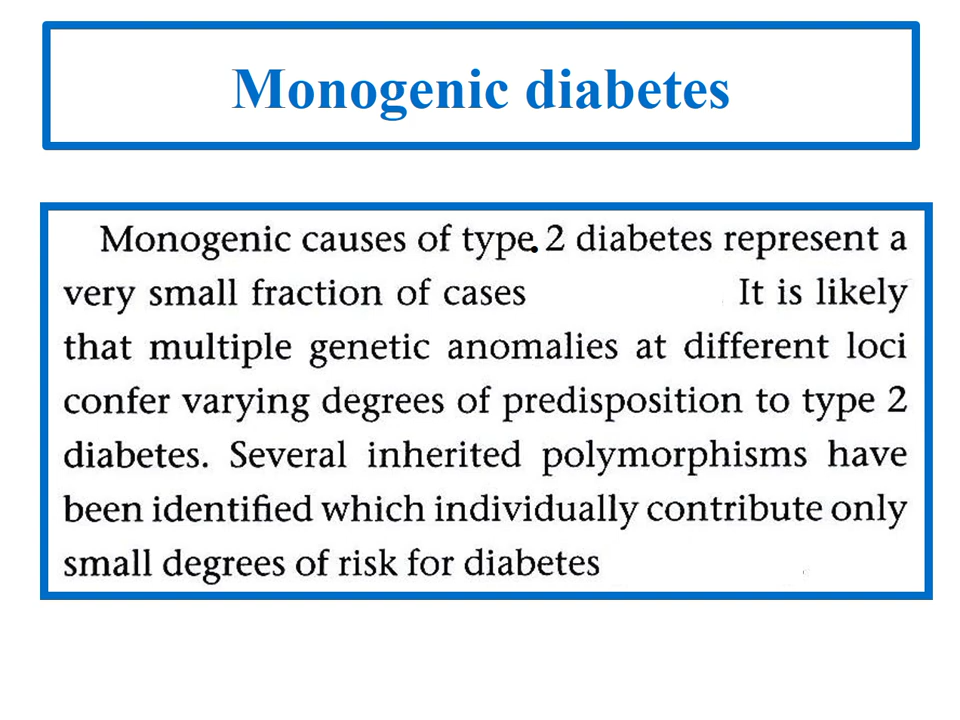 Monogenic diabetes
Monogenic causes of type 2 diabetes represent a
very small fraction of cases It is likely
that multiple genetic anomalies at different loci
confer varying degrees of predisposition to type 2
diabetes. Several inherited polymorphisms have
been identified which individually contribute only
small degrees of risk for diabetes